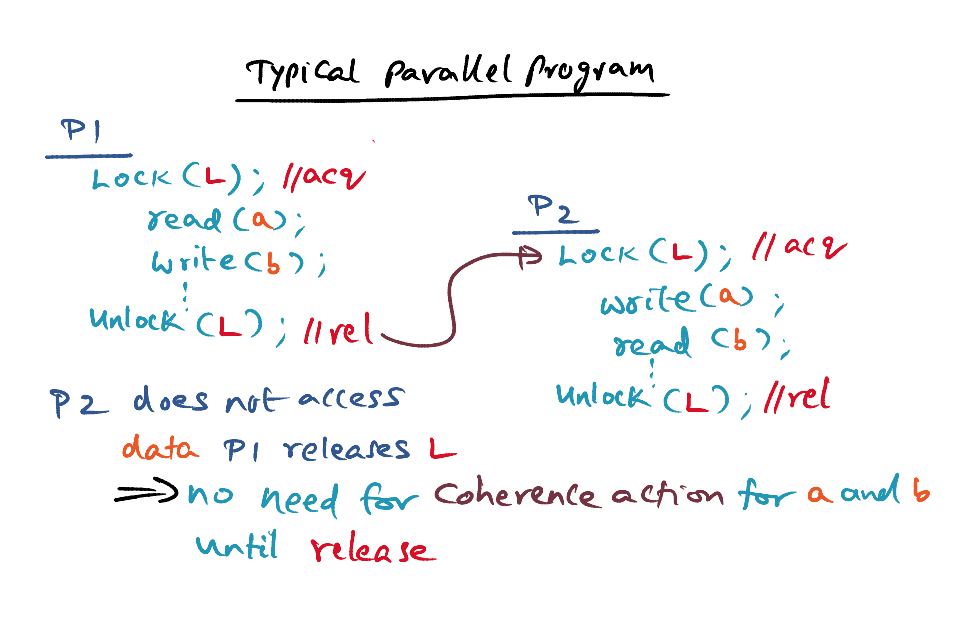 Typical parallel program
P1
Lock (L); //acq
read (a);
write (b);
Unlock (L); //rel
P2
Lock (L); //acq
write (a);
read (b);
Unlock (L); //rel
P2 does not access
data P1 releases L
⇒ no need for coherence action for a and b
until release